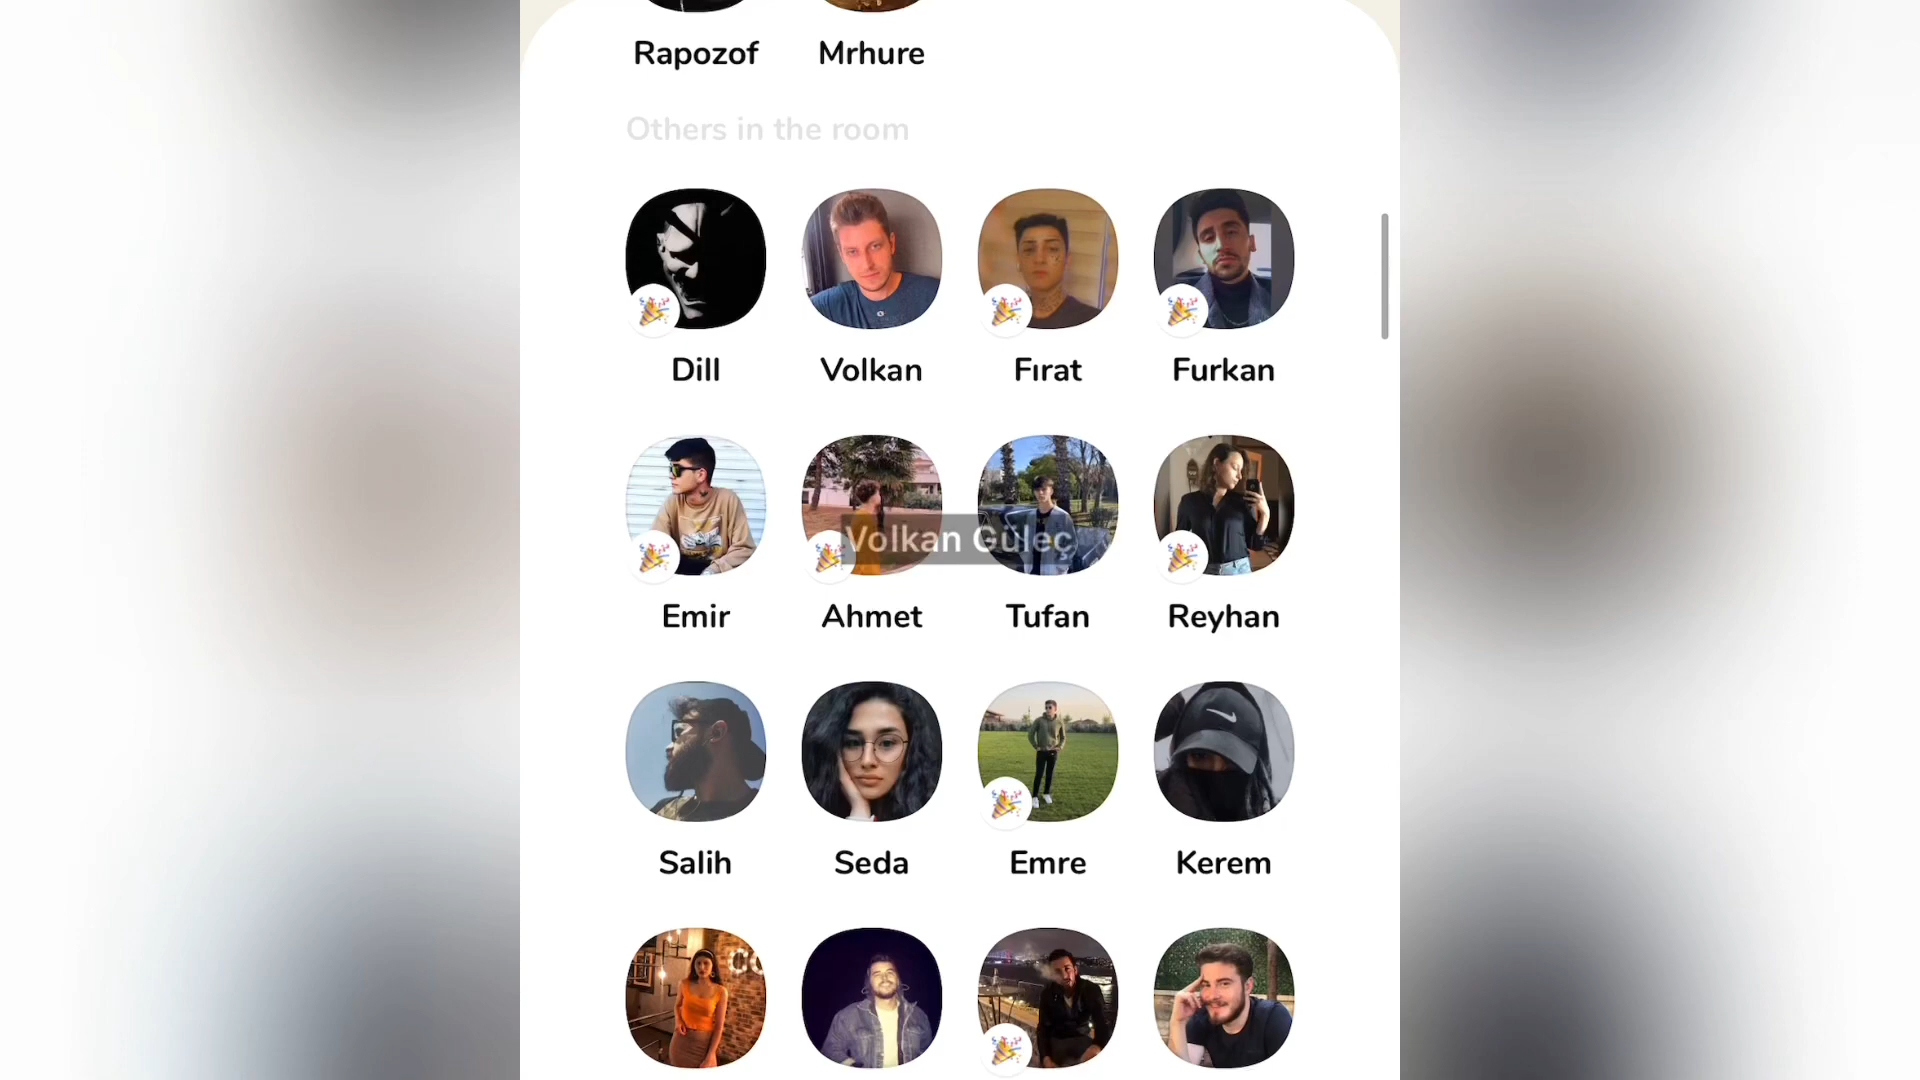 Rapozof Mrhure
Others in the room
Dill Volkan Fırat Furkan
Volkan Güleç
Emir Ahmet Tufan Reyhan
Salih Seda Emre Kerem